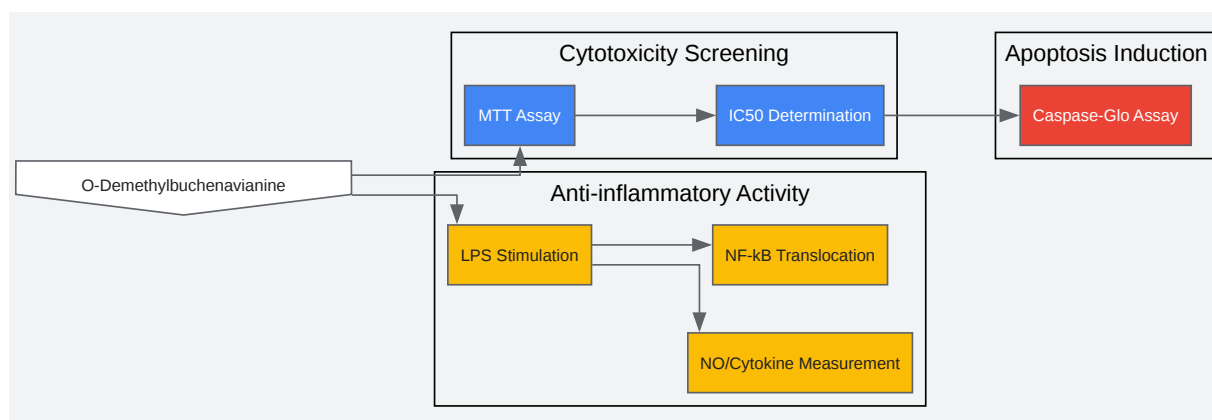 Cytotoxicity Screening
Apoptosis Induction
MTT Assay
IC50 Determination
Caspase-Glo Assay
O-Demethylbuchenavianine
Anti-inflammatory Activity
LPS Stimulation
NF-kB Translocation
NO/Cytokine Measurement